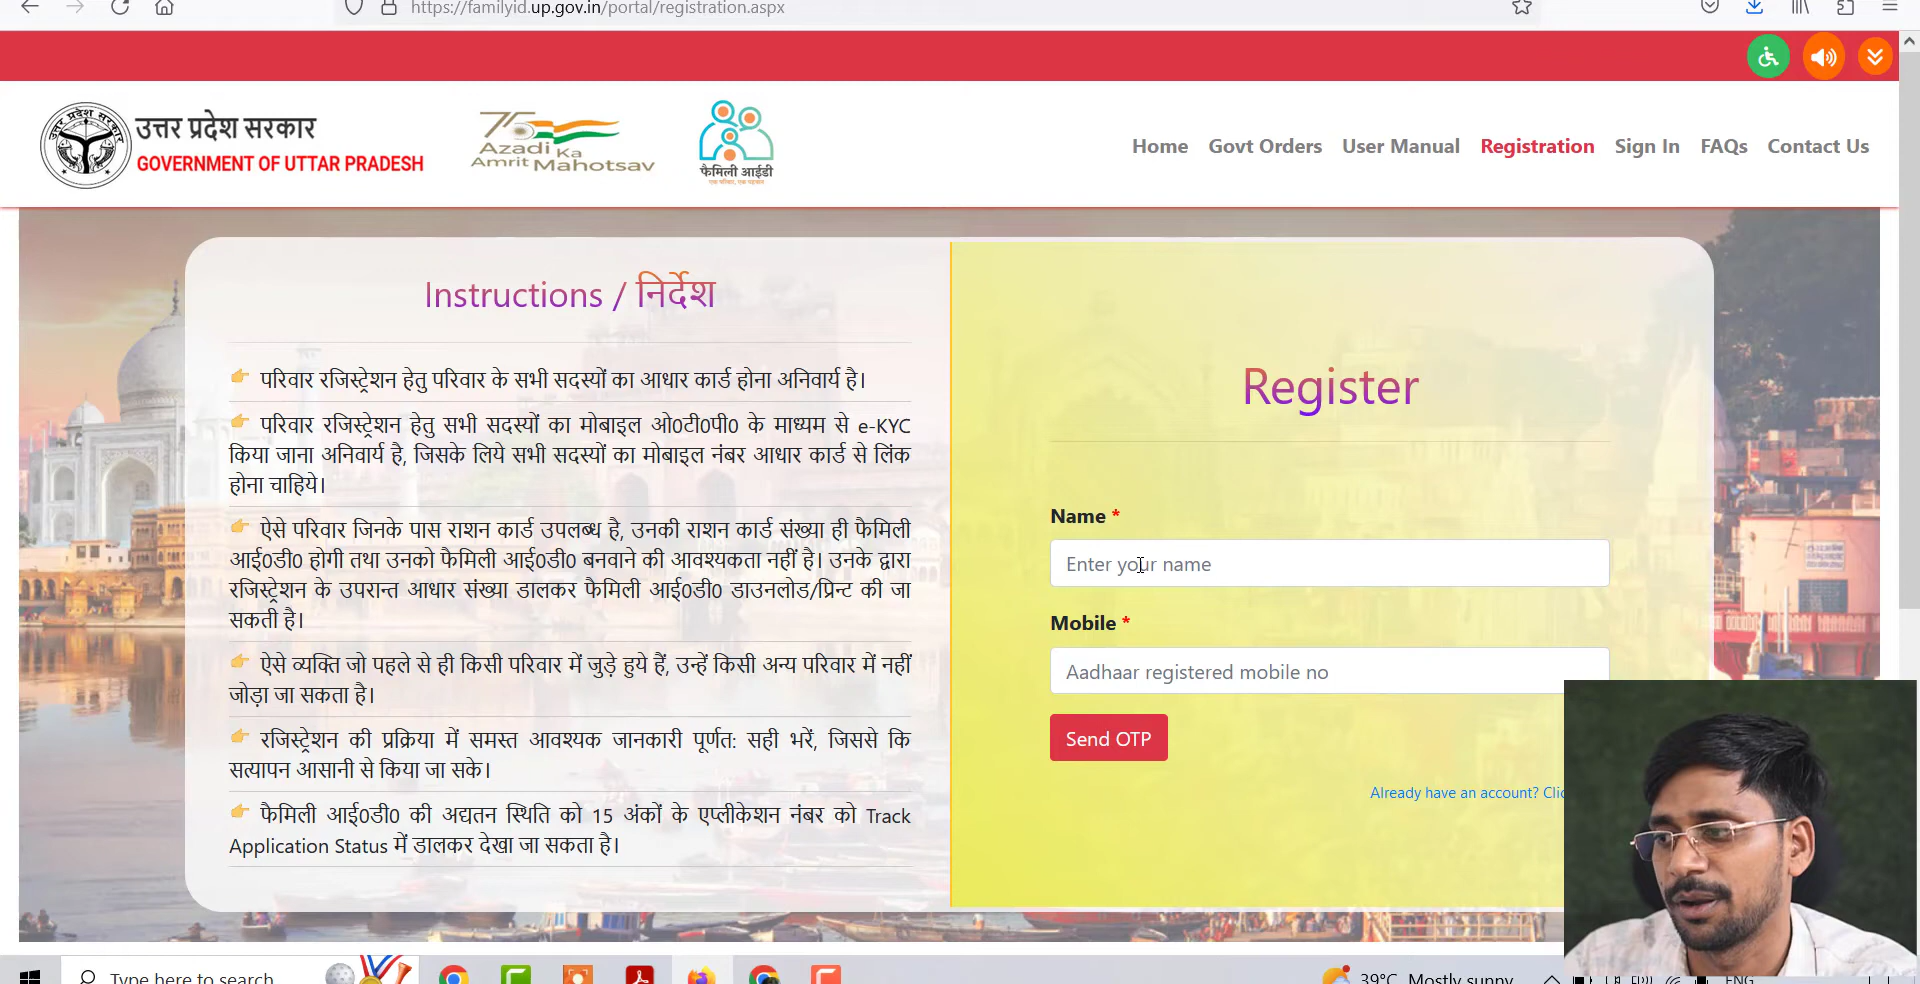 https://familyid.up.gov.in/portal/registration.aspx
उत्तर प्रदेश सरकार
GOVERNMENT OF UTTAR PRADESH
75
Azadi Ka
Amrit Mahotsav
फैमिली आईडी
Home Govt Orders User Manual Registration Sign In FAQs Contact Us
Instructions / निर्देश
परिवार रजिस्ट्रेशन हेतु परिवार के सभी सदस्यों का आधार कार्ड होना अनिवार्य है।
परिवार रजिस्ट्रेशन हेतु सभी सदस्यों का मोबाइल ओ0टी0पी0 के माध्यम से e-KYC
किया जाना अनिवार्य है, जिसके लिये सभी सदस्यों का मोबाइल नंबर आधार कार्ड से लिंक
होना चाहिये।
ऐसे परिवार जिनके पास राशन कार्ड उपलब्ध है, उनकी राशन कार्ड संख्या ही फैमिली
आई0डी0 होगी तथा उनको फैमिली आई0डी0 बनवाने की आवश्यकता नहीं है। उनके द्वारा
रजिस्ट्रेशन के उपरान्त आधार संख्या डालकर फैमिली आई0डी0 डाउनलोड/प्रिन्ट की जा
सकती है।
ऐसे व्यक्ति जो पहले से ही किसी परिवार में जुड़े हुये हैं, उन्हें किसी अन्य परिवार में नहीं
जोड़ा जा सकता है।
रजिस्ट्रेशन की प्रक्रिया में समस्त आवश्यक जानकारी पूर्णत: सही भरें, जिससे कि
सत्यापन आसानी से किया जा सके।
फैमिली आई0डी0 की अद्यतन स्थिति को 15 अंकों के एप्लीकेशन नंबर को Track
Application Status में डालकर देखा जा सकता है।
Register
Name *
Enter your name
Mobile *
Aadhaar registered mobile no
Send OTP
Already have an account? Clic
Type here to search
39°C Mostly sunny
ENG